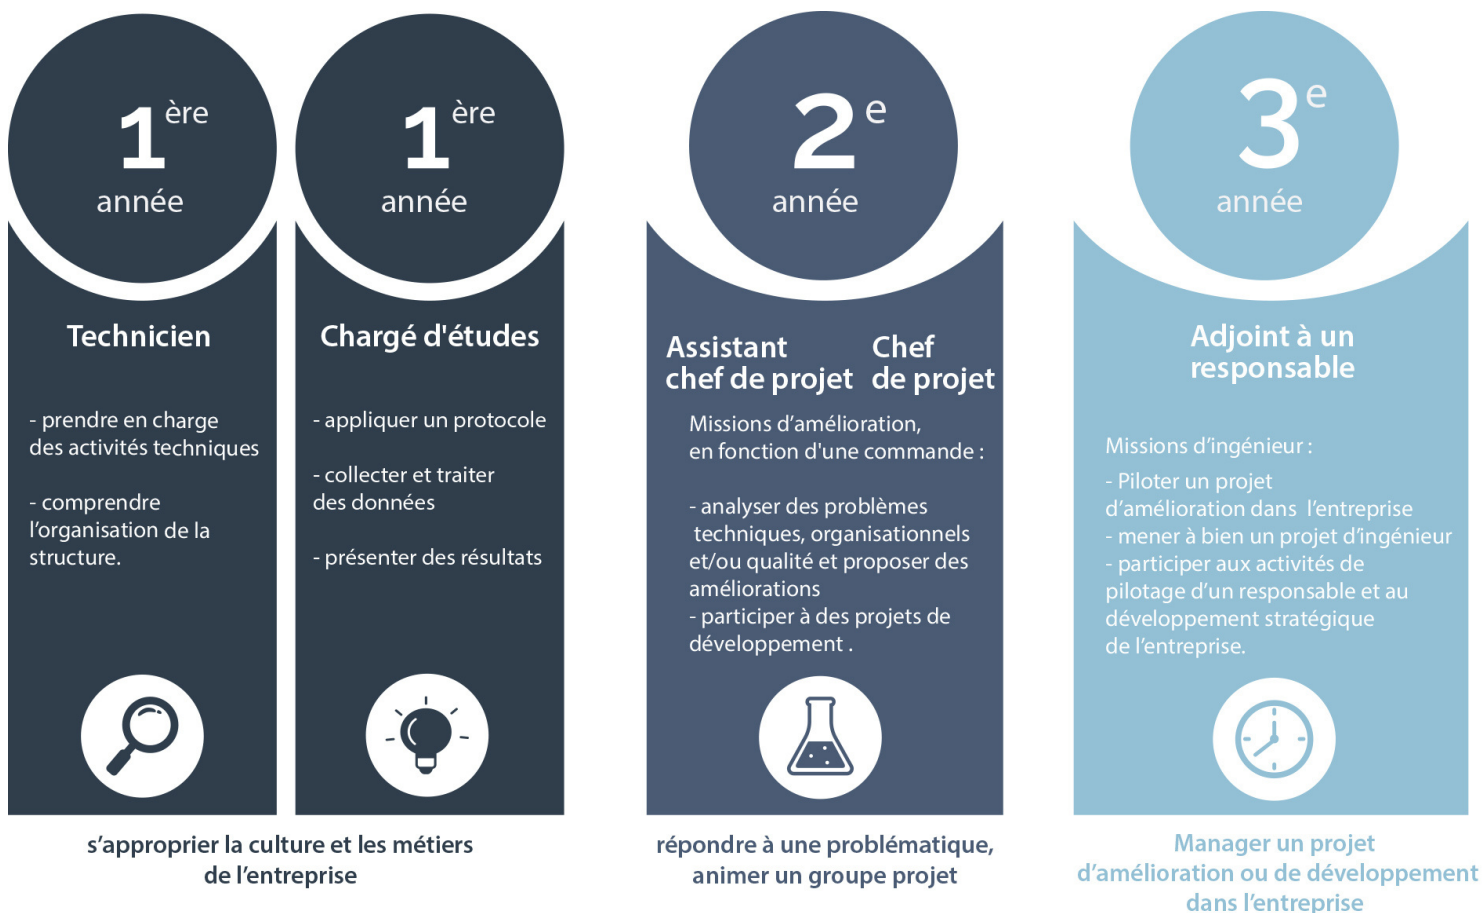 1ère
année
Technicien
- prendre en charge
des activités techniques
- comprendre
l'organisation de la
structure.
1ère
année
Chargé d'études
- appliquer un protocole
- collecter et traiter
des données
- présenter des résultats
s'approprier la culture et les métiers
de l'entreprise
2e
année
Assistant
chef de projet
Chef
de projet
Missions d'amélioration,
en fonction d'une commande :
- analyser des problèmes
techniques, organisationnels
et/ou qualité et proposer des
améliorations
- participer à des projets de
développement .
répondre à une problématique,
animer un groupe projet
3e
année
Adjoint à un
responsable
Missions d'ingénieur :
- Piloter un projet
d'amélioration dans l'entreprise
- mener à bien un projet d'ingénieur
- participer aux activités de
pilotage d'un responsable et au
développement stratégique
de l'entreprise.
Manager un projet
d'amélioration ou de développement
dans l'entreprise